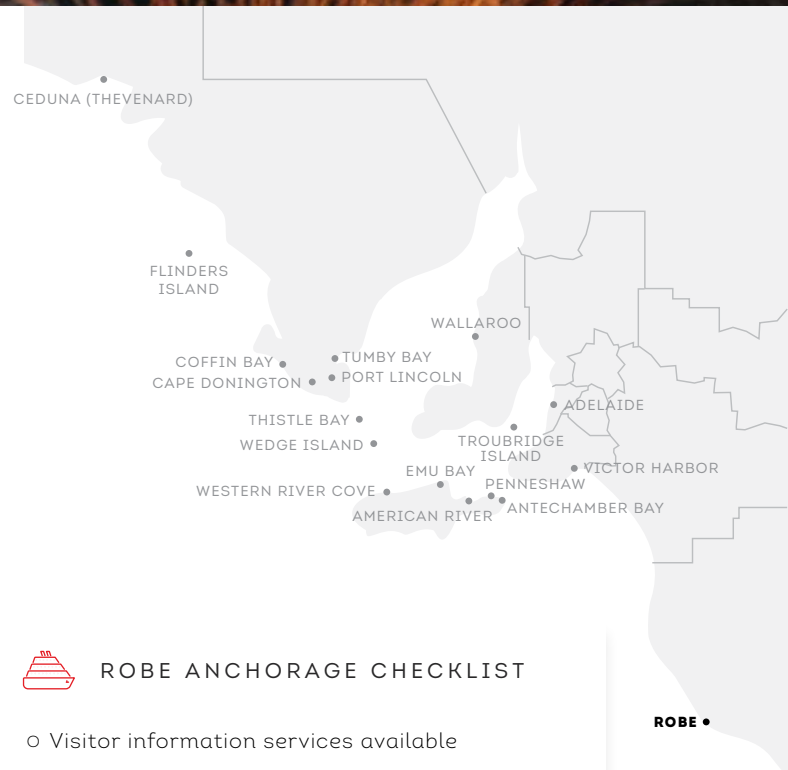 CEDUNA (THEVENARD)
FLINDERS
ISLAND
WALLAROO
COFFIN BAY
TUMBY BAY
CAPE DONINGTON
PORT LINCOLN
ADELAIDE
THISTLE BAY
WEDGE ISLAND
TROUBRIDGE
ISLAND
EMU BAY
VICTOR HARBOR
PENNESHAW
WESTERN RIVER COVE
AMERICAN RIVER
ANTECHAMBER BAY
ROBE ANCHORAGE CHECKLIST
ROBE
Visitor information services available